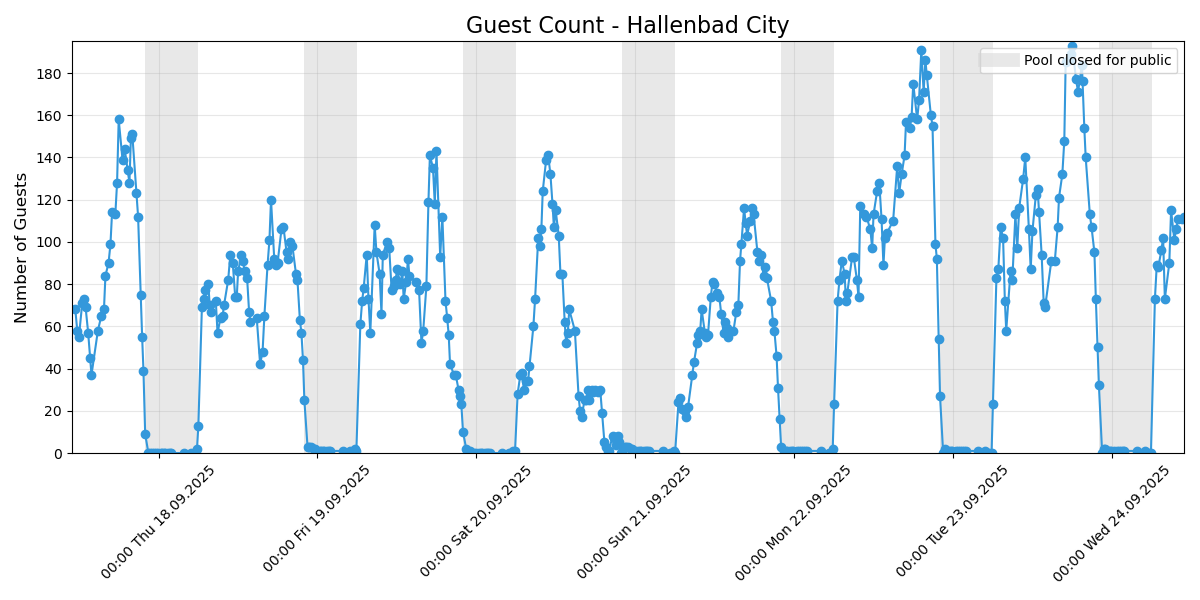 Guest Count - Hallenbad City
Pool closed for public
Number of Guests
180
160
140
120
100
80
60
40
20
0
00:00 Thu 18.09.2025
00:00 Fri 19.09.2025
00:00 Sat 20.09.2025
00:00 Sun 21.09.2025
00:00 Mon 22.09.2025
00:00 Tue 23.09.2025
00:00 Wed 24.09.2025